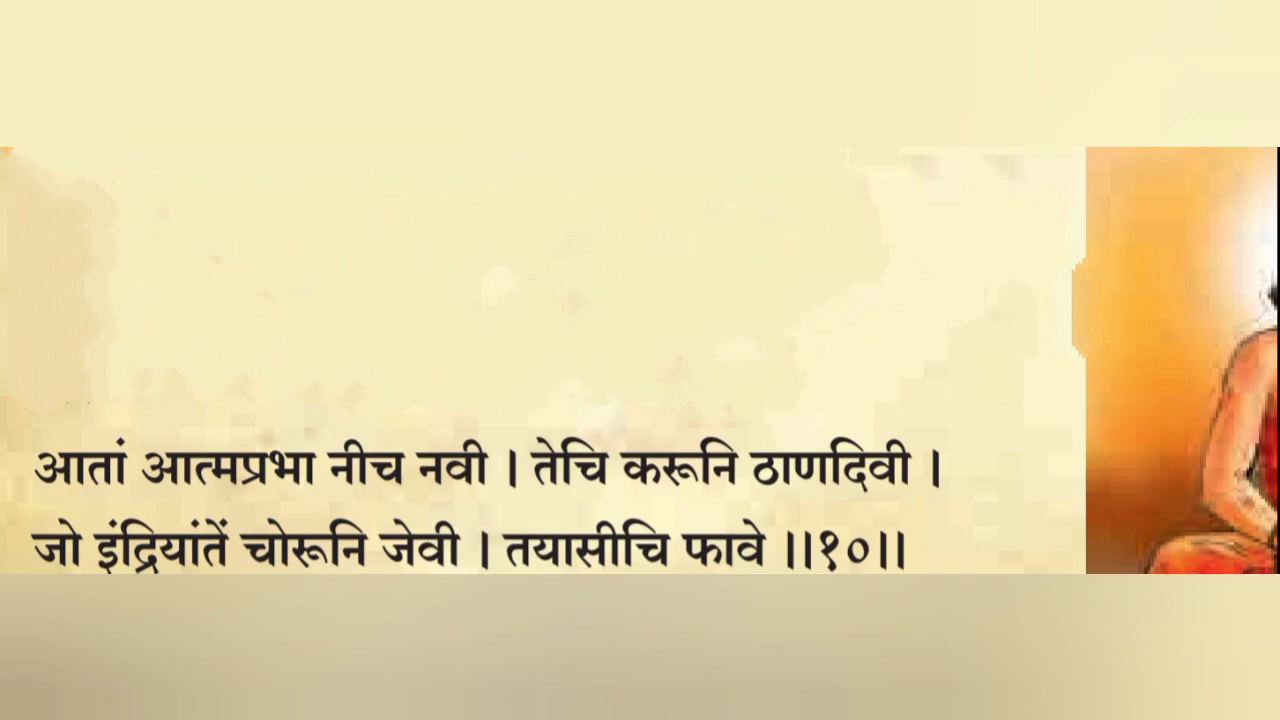 आतां आत्मप्रभा नीच नवी । तेचि करूनि ठाणदिवी ।
जो इंद्रियांतें चोरूनि जेवी । तयासीचि फावे ।।१०।।